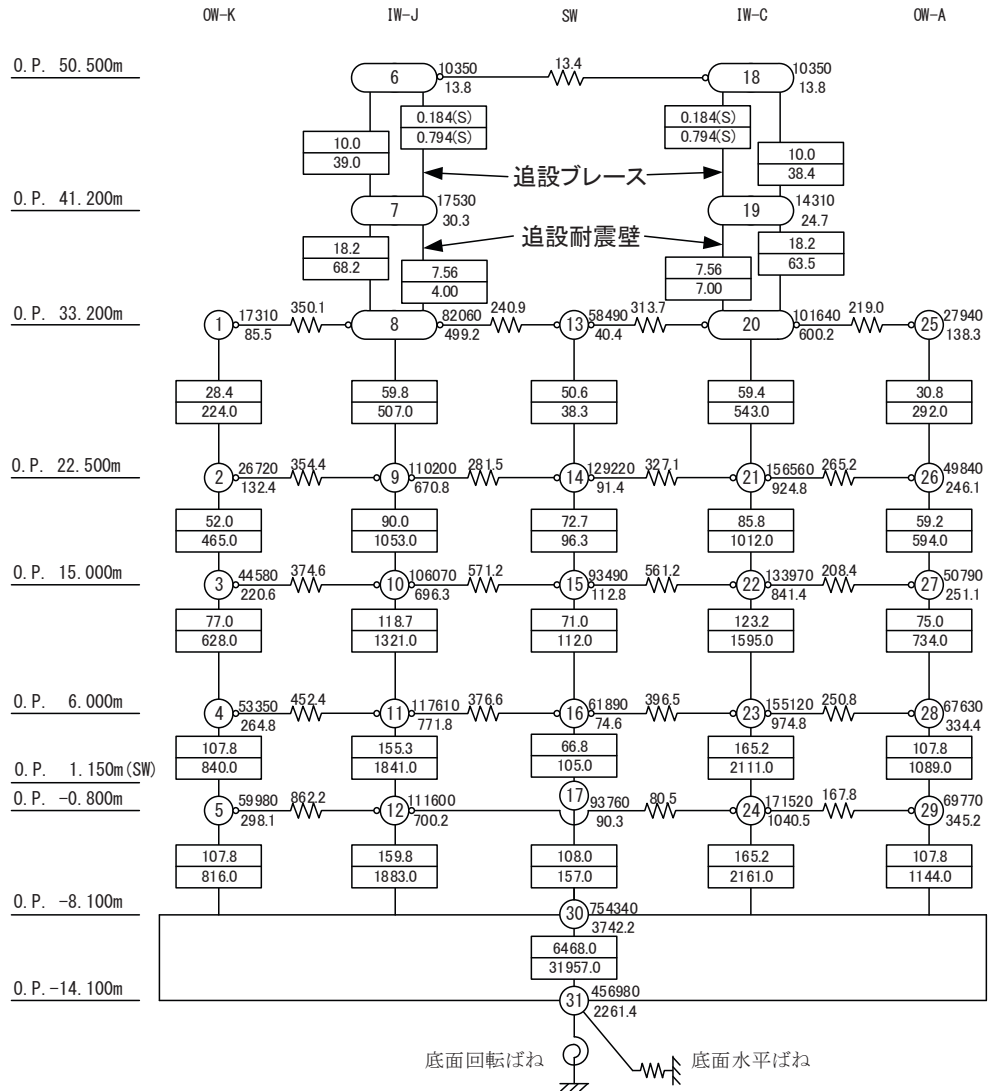 OW-K IW-J SW IW-C OW-A
O.P. 50.500m 6 10350 13.4 18 10350
13.8 13.8
0.184(S) 0.184(S)
0.794(S) 0.794(S)
10.0 10.0
39.0 38.4
追設ブレース
O.P. 41.200m 7 17530 19 14310
30.3 24.7
追設耐震壁
18.2 18.2
68.2 63.5
7.56 7.56
4.00 7.00
O.P. 33.200m 1 17310 350.1 8 82060 240.9 13 58490 313.7 20 101640 219.0 25 27940
85.5 499.2 40.4 600.2 138.3
28.4 59.8 50.6 59.4 30.8
224.0 507.0 38.3 543.0 292.0
O.P. 22.500m 2 26720 354.4 9 110200 281.5 14 129220 327.1 21 156560 265.2 26 49840
132.4 670.8 91.4 924.8 246.1
52.0 90.0 72.7 85.8 59.2
465.0 1053.0 96.3 1012.0 594.0
O.P. 15.000m 3 44580 374.6 10 106070 571.2 15 93490 561.2 22 133970 208.4 27 50790
220.6 696.3 112.8 841.4 251.1
77.0 118.7 71.0 123.2 75.0
628.0 1321.0 112.0 1595.0 734.0
O.P. 6.000m 4 53350 452.4 11 117610 376.6 16 61890 396.5 23 155120 250.8 28 67630
264.8 771.8 74.6 974.8 334.4
107.8 155.3 66.8 165.2 107.8
840.0 1841.0 105.0 2111.0 1089.0
O.P. 1.150m(SW) 17
O.P. -0.800m 5 59980 862.2 12 111600 93760 80.5 24 171520 167.8 29 69770
298.1 700.2 90.3 1040.5 345.2
107.8 159.8 108.0 165.2 107.8
816.0 1883.0 157.0 2161.0 1144.0
O.P. -8.100m 30 754340
3742.2
6468.0
31957.0
O.P.-14.100m 31 456980
2261.4
底面回転ばね 底面水平ばね